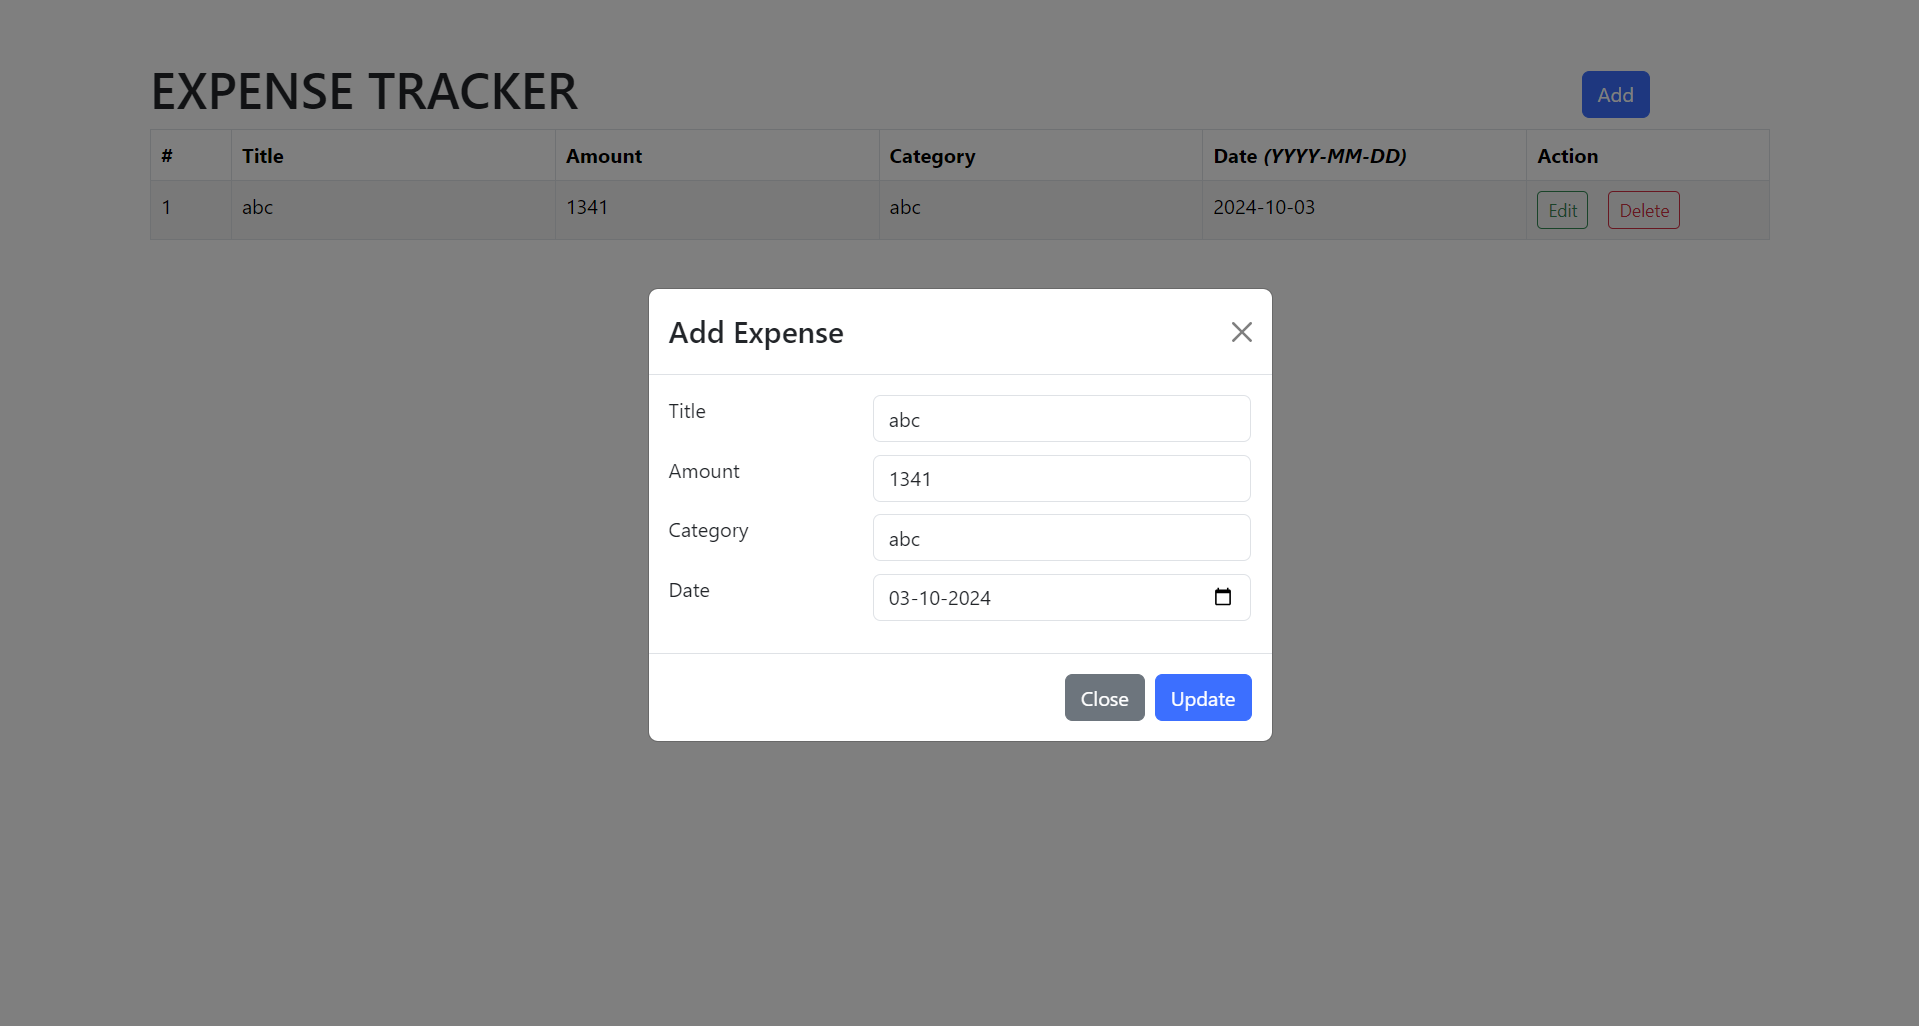 EXPENSE TRACKER
Add
# Title Amount Category Date (YYYY-MM-DD) Action
1 abc 1341 abc 2024-10-03 Edit Delete
Add Expense
Title abc
Amount 1341
Category abc
Date 03-10-2024
Close Update